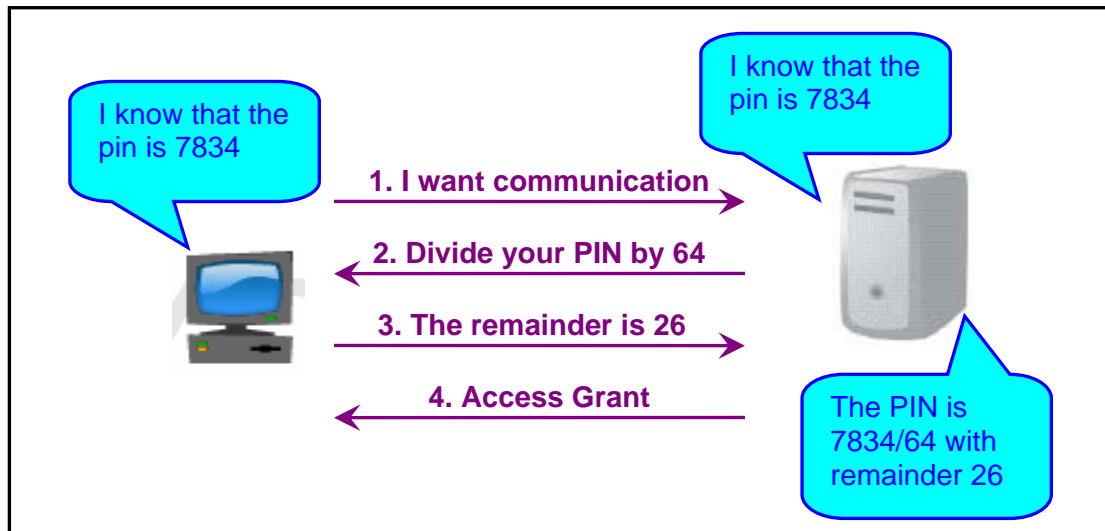 I know that the
pin is 7834
I know that the
pin is 7834
1. I want communication
2. Divide your PIN by 64
3. The remainder is 26
4. Access Grant
The PIN is
7834/64 with
remainder 26